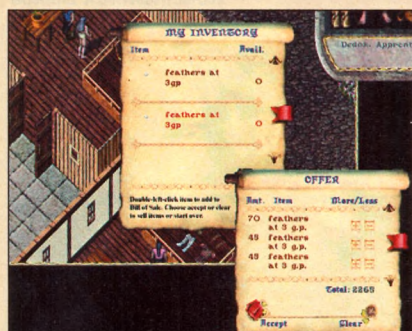 MY INVENTORY
Item Avail.
feathers at
3gp 0
feathers at
3gp 0
Double-left-click item to add to
Bill of Sale. Choose accept or clear
to sell items or start over.
OFFER
Amt. Item More/Less
70 feathers
at 3 g.p.
49 feathers
at 3 g.p.
49 feathers
at 3 g.p.
Total: 2265
Accept Clear